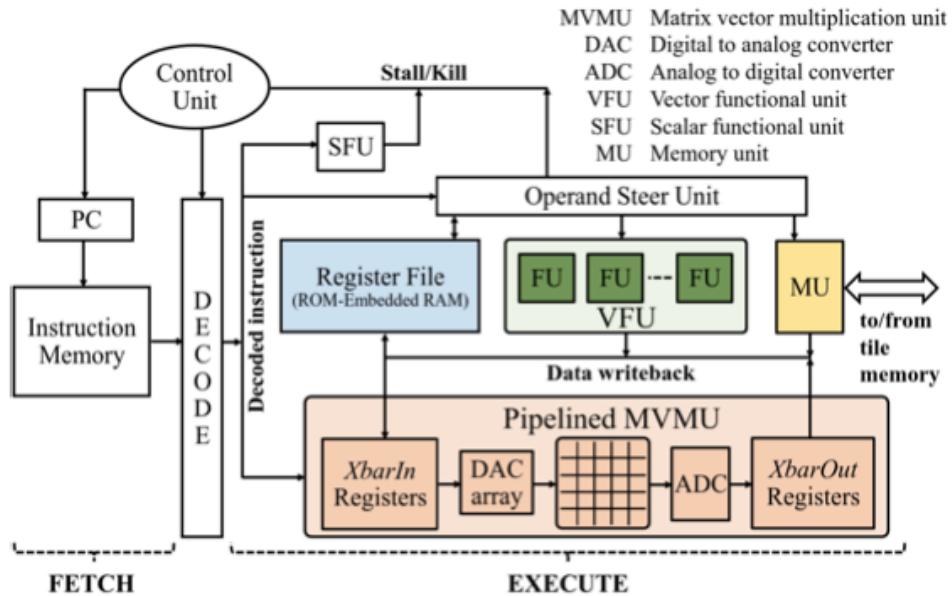 MVMU Matrix vector multiplication unit
DAC Digital to analog converter
ADC Analog to digital converter
VFU Vector functional unit
SFU Scalar functional unit
MU Memory unit
Control
Unit
Stall/Kill
SFU
Operand Steer Unit
PC
Instruction
Memory
D
E
C
O
D
E
Decoded instruction
Register File
(ROM-Embedded RAM)
FU
FU
FU
VFU
MU
to/from
tile
memory
Data writeback
Pipelined MVMU
XbarIn
Registers
DAC
array
ADC
XbarOut
Registers
FETCH
EXECUTE